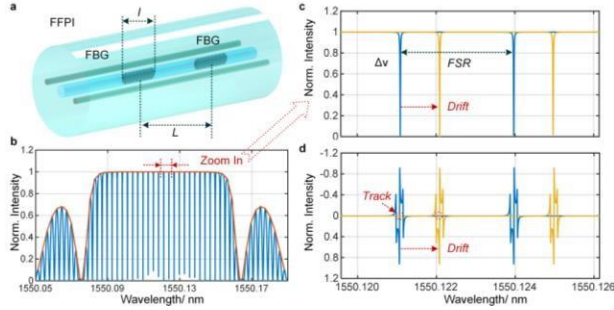 a
FFPI
l
FBG
FBG
L
b
Norm. Intensity
1.2
1
0.8
0.6
0.4
0.2
0
Zoom In
1550.05
1550.09
1550.13
1550.17
Wavelength/ nm
c
Norm. Intensity
1.2
1
0.8
0.6
0.4
0.2
0
Δν
FSR
Drift
d
Norm. Intensity
-1.2
-0.8
0.4
0
0.4
0.8
1.2
Track
Drift
1550.120
1550.122
1550.124
1550.126
Wavelength/ nm